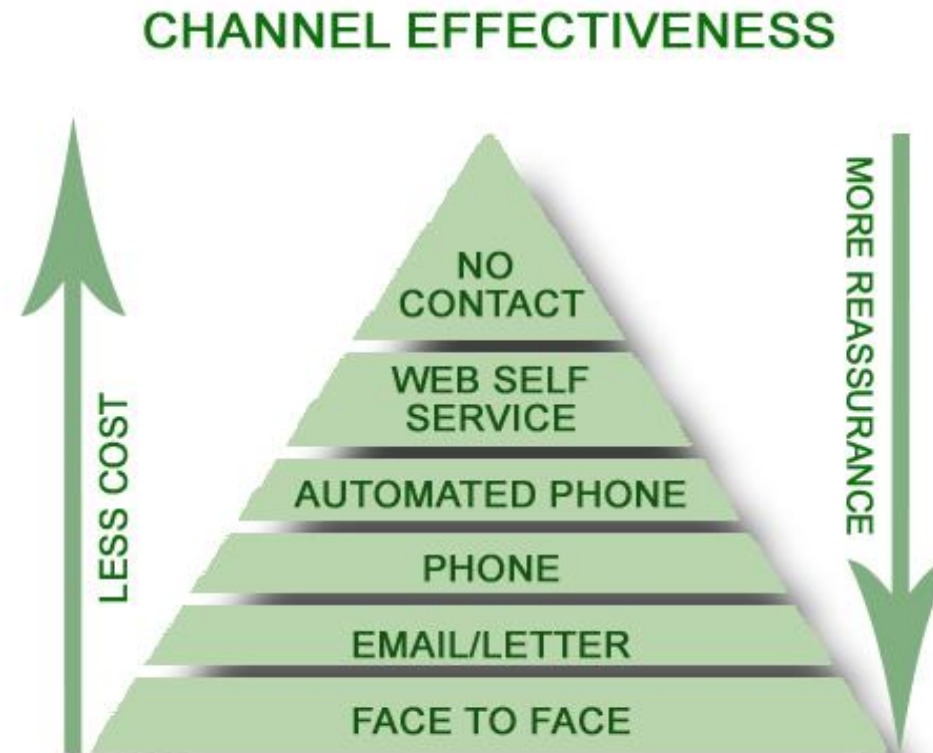 CHANNEL EFFECTIVENESS
NO
CONTACT
WEB SELF
SERVICE
AUTOMATED PHONE
PHONE
EMAIL/LETTER
FACE TO FACE
LESS COST
MORE REASSURANCE